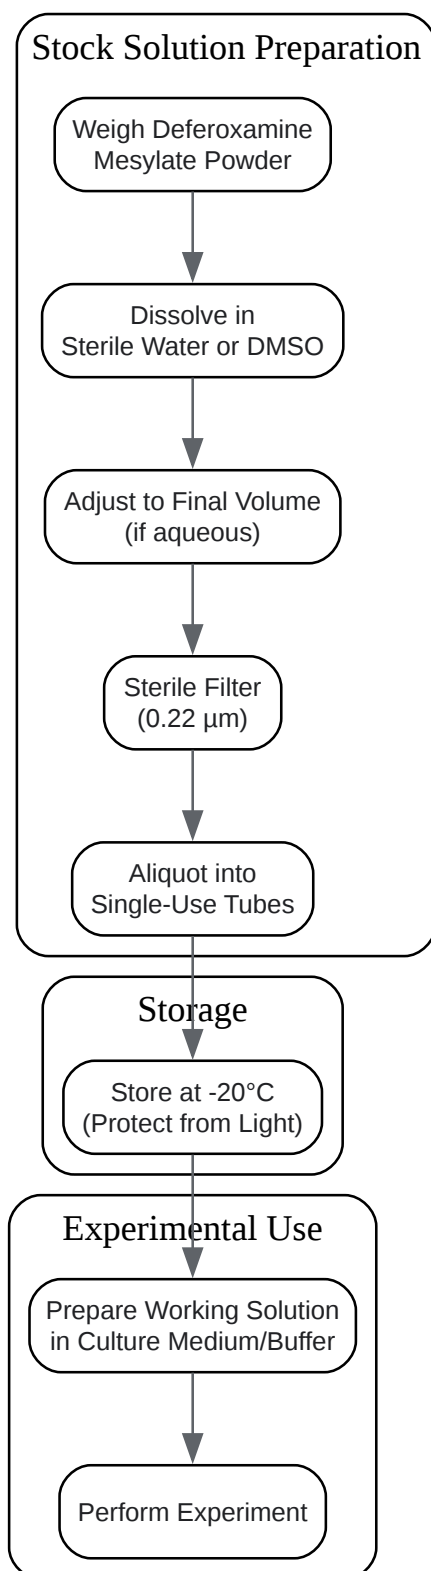 Stock Solution Preparation
Weigh Deferoxamine
Mesylate Powder
Dissolve in
Sterile Water or DMSO
Adjust to Final Volume
(if aqueous)
Sterile Filter
(0.22 µm)
Aliquot into
Single-Use Tubes
Storage
Store at -20°C
(Protect from Light)
Experimental Use
Prepare Working Solution
in Culture Medium/Buffer
Perform Experiment